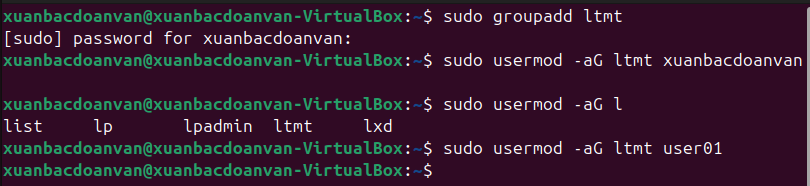 xuanbacdoanvan@xuanbacdoanvan-VirtualBox:~$ sudo groupadd ltmt
[sudo] password for xuanbacdoanvan:
xuanbacdoanvan@xuanbacdoanvan-VirtualBox:~$ sudo usermod -aG ltmt xuanbacdoanvan
xuanbacdoanvan@xuanbacdoanvan-VirtualBox:~$ sudo usermod -aG l
list lp lpadmin ltmt lxd
xuanbacdoanvan@xuanbacdoanvan-VirtualBox:~$ sudo usermod -aG ltmt user01
xuanbacdoanvan@xuanbacdoanvan-VirtualBox:~$